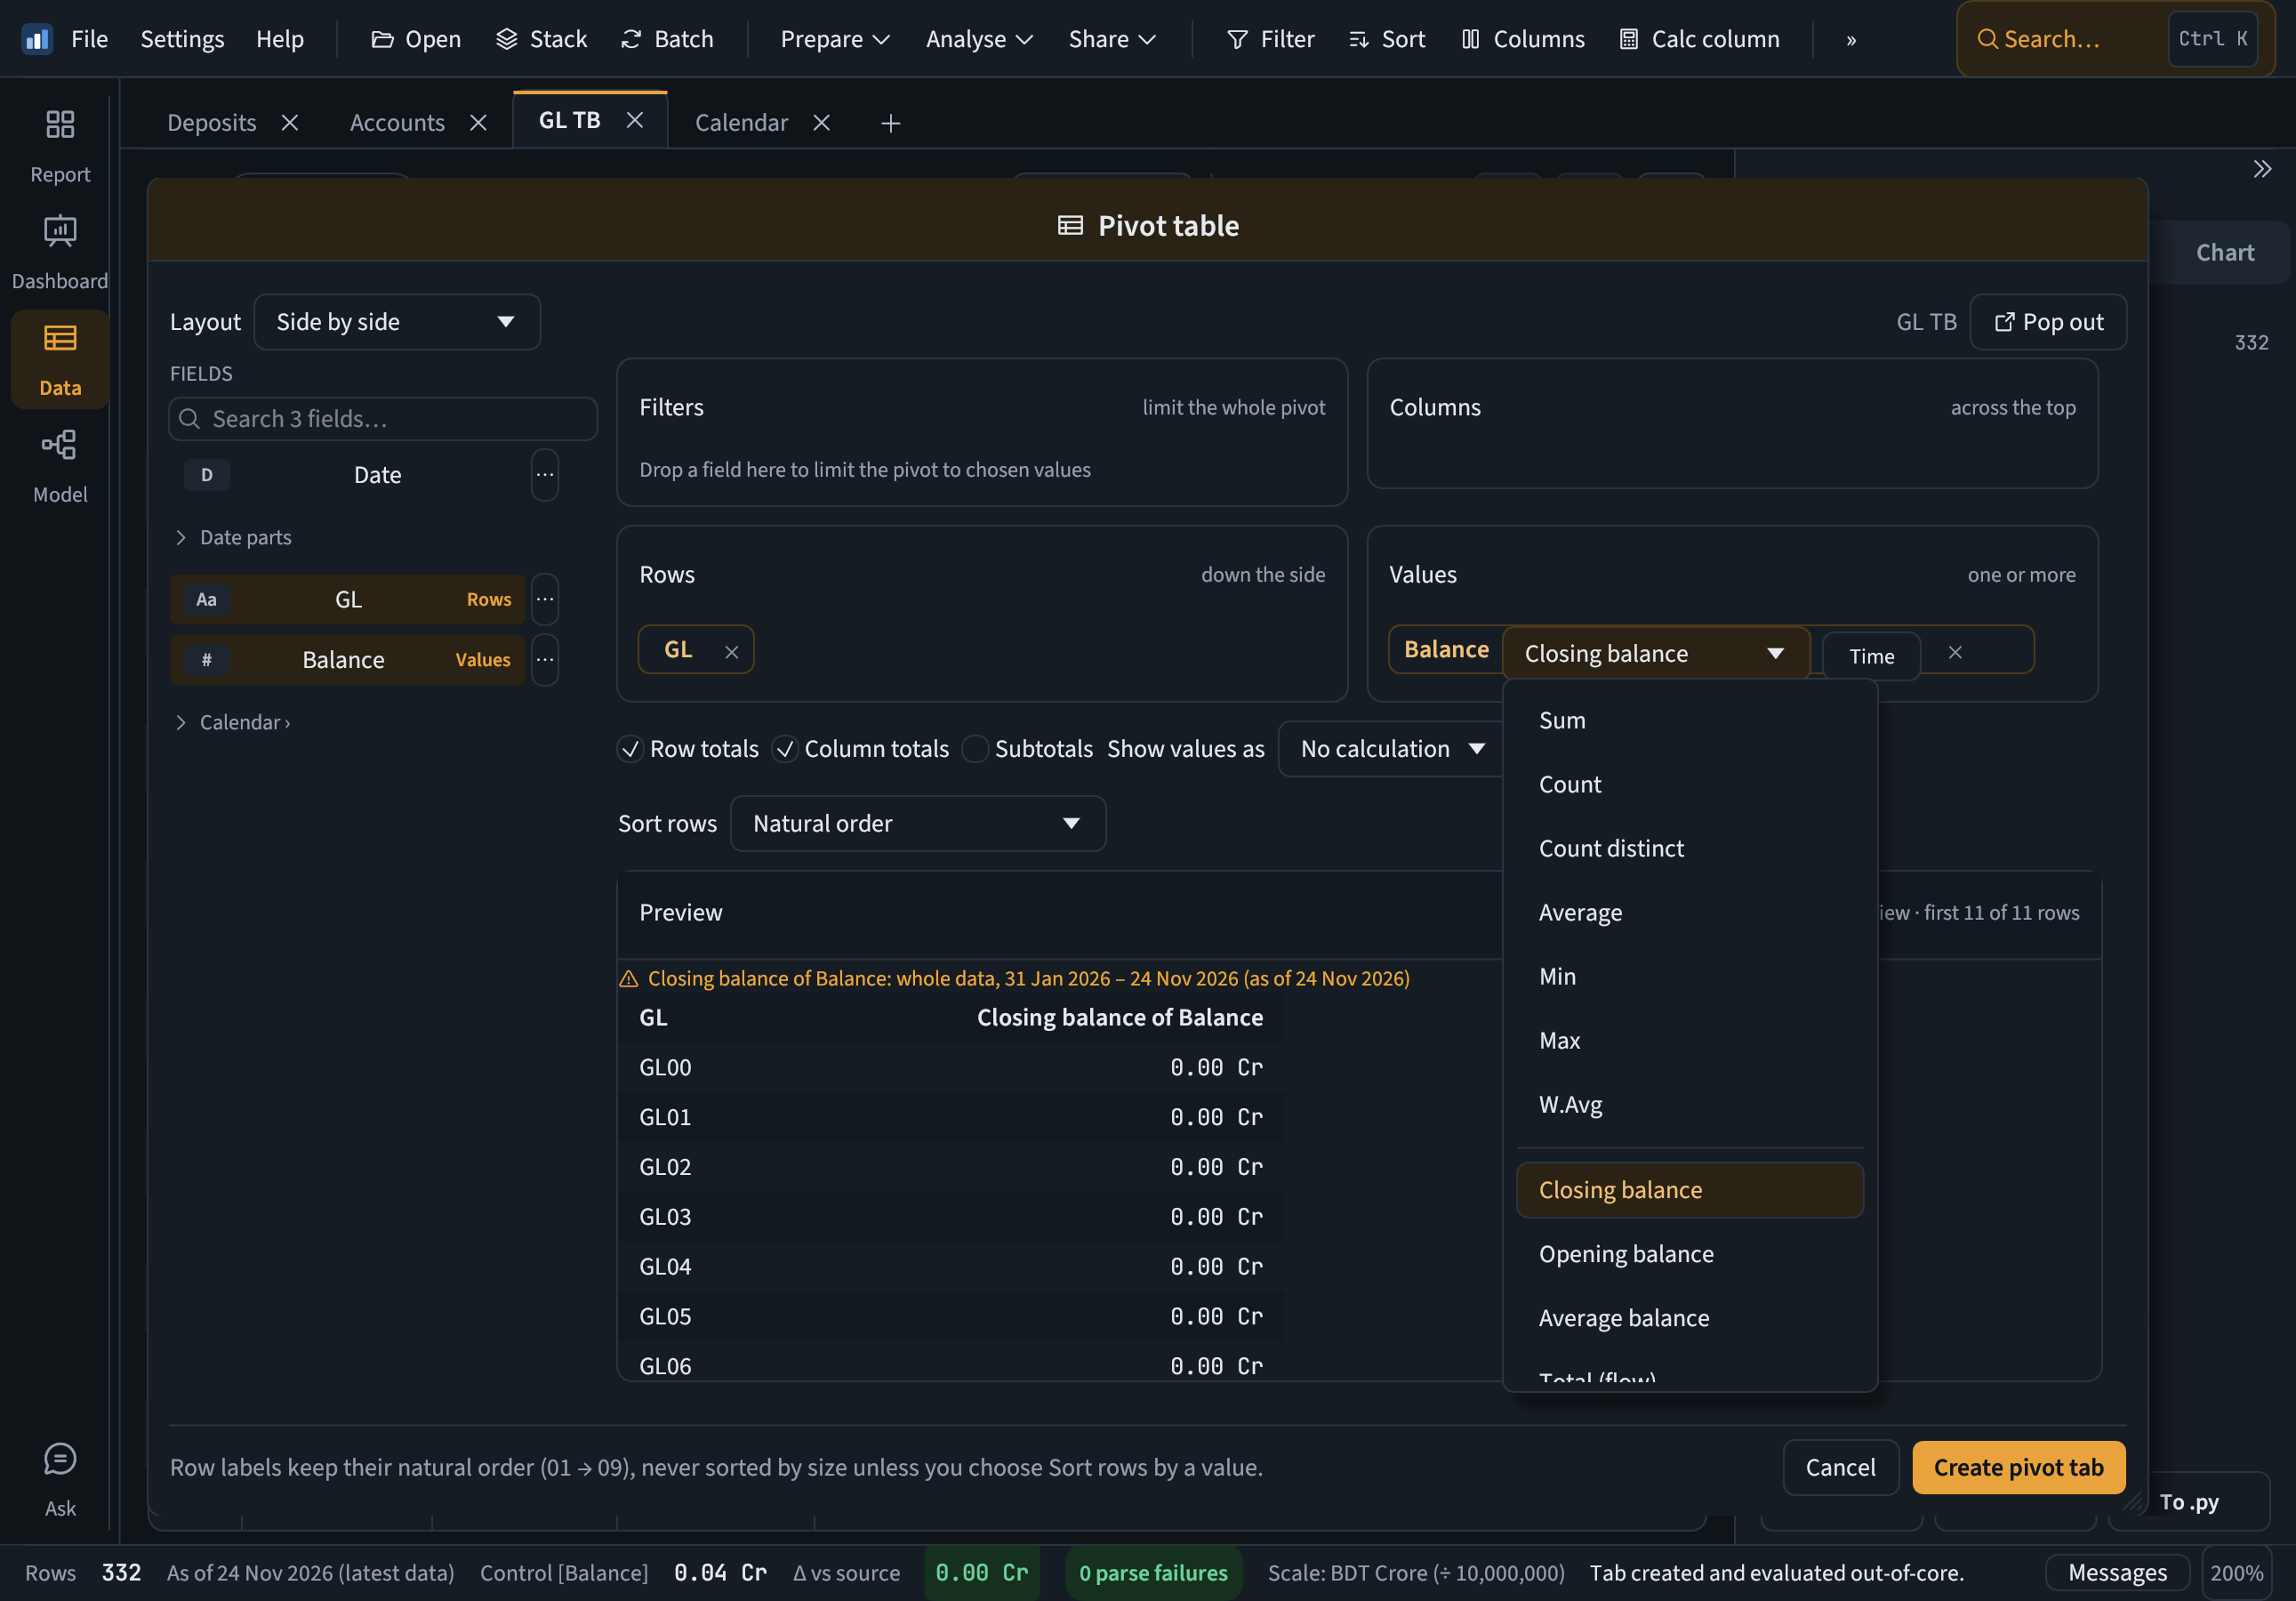 File Settings Help Open Stack Batch Prepare Analyse Share Filter Sort Columns Calc column » Search… Ctrl K
Deposits Accounts GL TB Calendar
Report
Dashboard
Data
Model
Ask
Chart
332
Pivot table
Layout Side by side GL TB Pop out
FIELDS
Search 3 fields…
D Date ...
Date parts
Aa GL Rows ...
# Balance Values ...
Calendar ›
Filters limit the whole pivot
Drop a field here to limit the pivot to chosen values
Columns across the top
Rows down the side
GL
Values one or more
Balance Closing balance Time
Sum
Count
Count distinct
Average
Min
Max
W.Avg
Closing balance
Opening balance
Average balance
Total (flow)
Row totals Column totals Subtotals Show values as No calculation
Sort rows Natural order
Preview iew · first 11 of 11 rows
Closing balance of Balance: whole data, 31 Jan 2026 – 24 Nov 2026 (as of 24 Nov 2026)
GL Closing balance of Balance
GL00 0.00 Cr
GL01 0.00 Cr
GL02 0.00 Cr
GL03 0.00 Cr
GL04 0.00 Cr
GL05 0.00 Cr
GL06 0.00 Cr
Row labels keep their natural order (01 → 09), never sorted by size unless you choose Sort rows by a value.
Cancel Create pivot tab
To .py
Rows 332 As of 24 Nov 2026 (latest data) Control [Balance] 0.04 Cr Δ vs source 0.00 Cr 0 parse failures Scale: BDT Crore (÷ 10,000,000) Tab created and evaluated out-of-core. Messages 200%